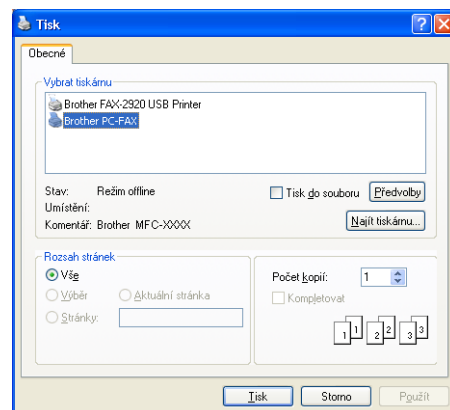 Tisk
Obecné
Vybrat tiskárnu
Brother FAX-2920 USB Printer
Brother PC-FAX
Stav: Režim offline
Tisk do souboru
Předvolby
Umístění:
Komentář: Brother MFC-XXXX
Najít tiskárnu...
Rozsah stránek
Vše
Výběr
Aktuální stránka
Stránky:
Počet kopií: 1
Kompletovat
1 1 2 2 3 3
Tisk
Storno
Použít